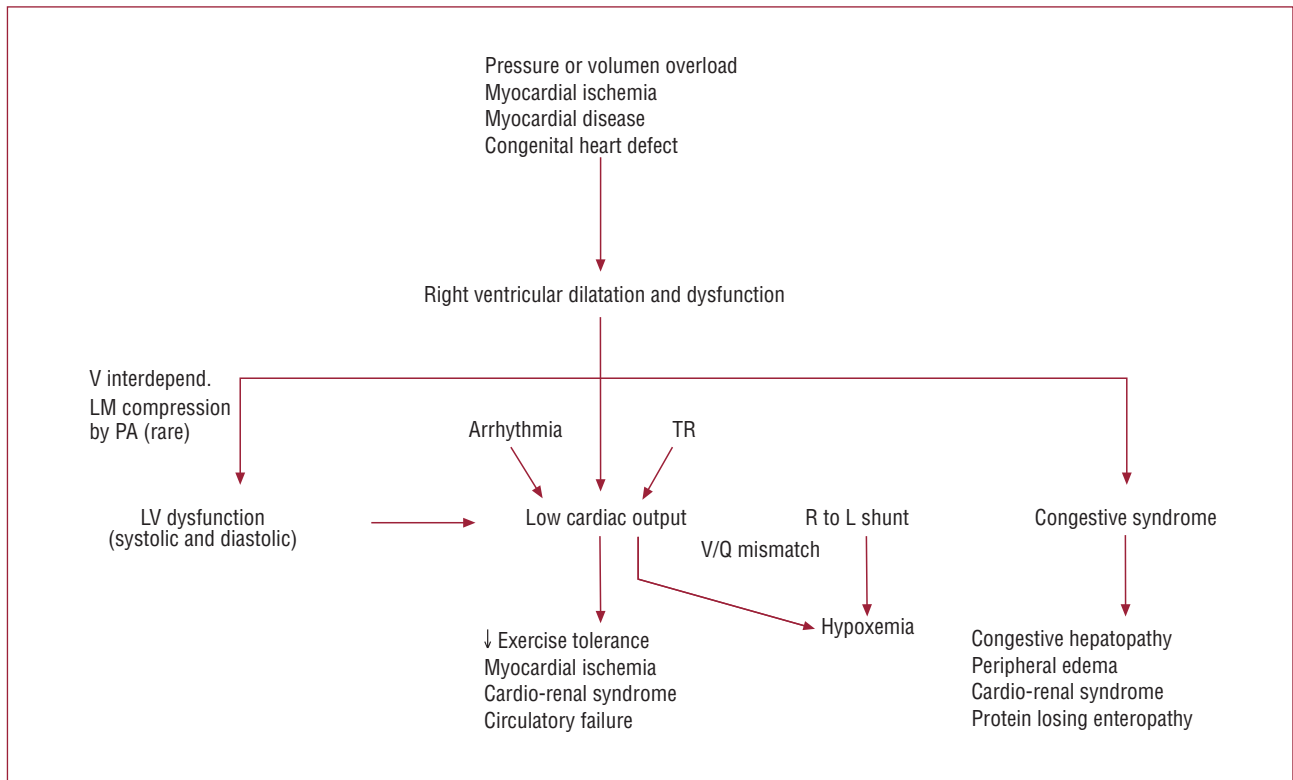 Pressure or volumen overload
Myocardial ischemia
Myocardial disease
Congenital heart defect
Right ventricular dilatation and dysfunction
V interdepend.
LM compression
by PA (rare)
Arrhythmia
TR
LV dysfunction
(systolic and diastolic)
Low cardiac output
R to L shunt
V/Q mismatch
Congestive syndrome
Hypoxemia
↓ Exercise tolerance
Myocardial ischemia
Cardio-renal syndrome
Circulatory failure
Congestive hepatopathy
Peripheral edema
Cardio-renal syndrome
Protein losing enteropathy